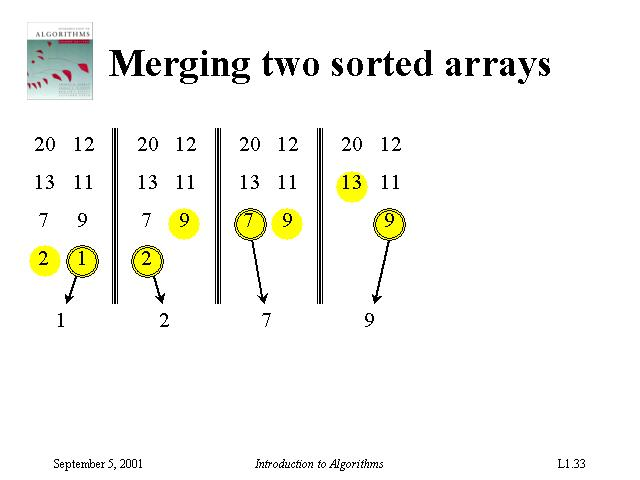 ALGORITHMS
Merging two sorted arrays
20 12 20 12 20 12 20 12
13 11 13 11 13 11 13 11
7 9 7 9 7 9 9
2 1 2
1 2 7 9
September 5, 2001 Introduction to Algorithms L1.33